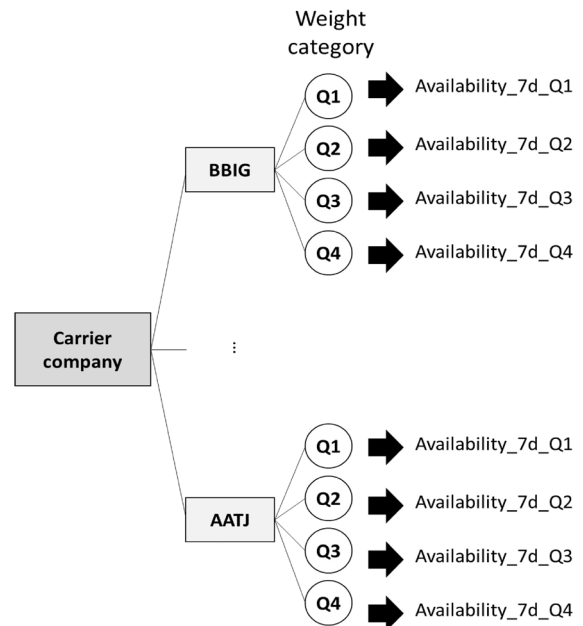 Weight
category
Q1 Availability_7d_Q1
Q2 Availability_7d_Q2
BBIG
Q3 Availability_7d_Q3
Q4 Availability_7d_Q4
Carrier
company
...
Q1 Availability_7d_Q1
Q2 Availability_7d_Q2
AATJ
Q3 Availability_7d_Q3
Q4 Availability_7d_Q4